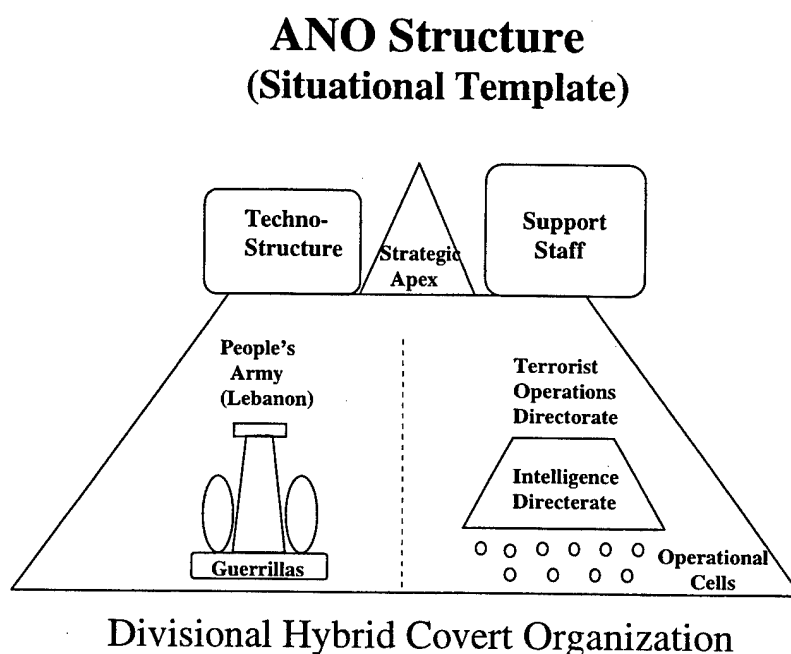 ANO Structure
(Situational Template)
Techno-
Structure
Strategic
Apex
Support
Staff
People's
Army
(Lebanon)
Guerrillas
Terrorist
Operations
Directorate
Intelligence
Directerate
Operational
Cells
Divisional Hybrid Covert Organization